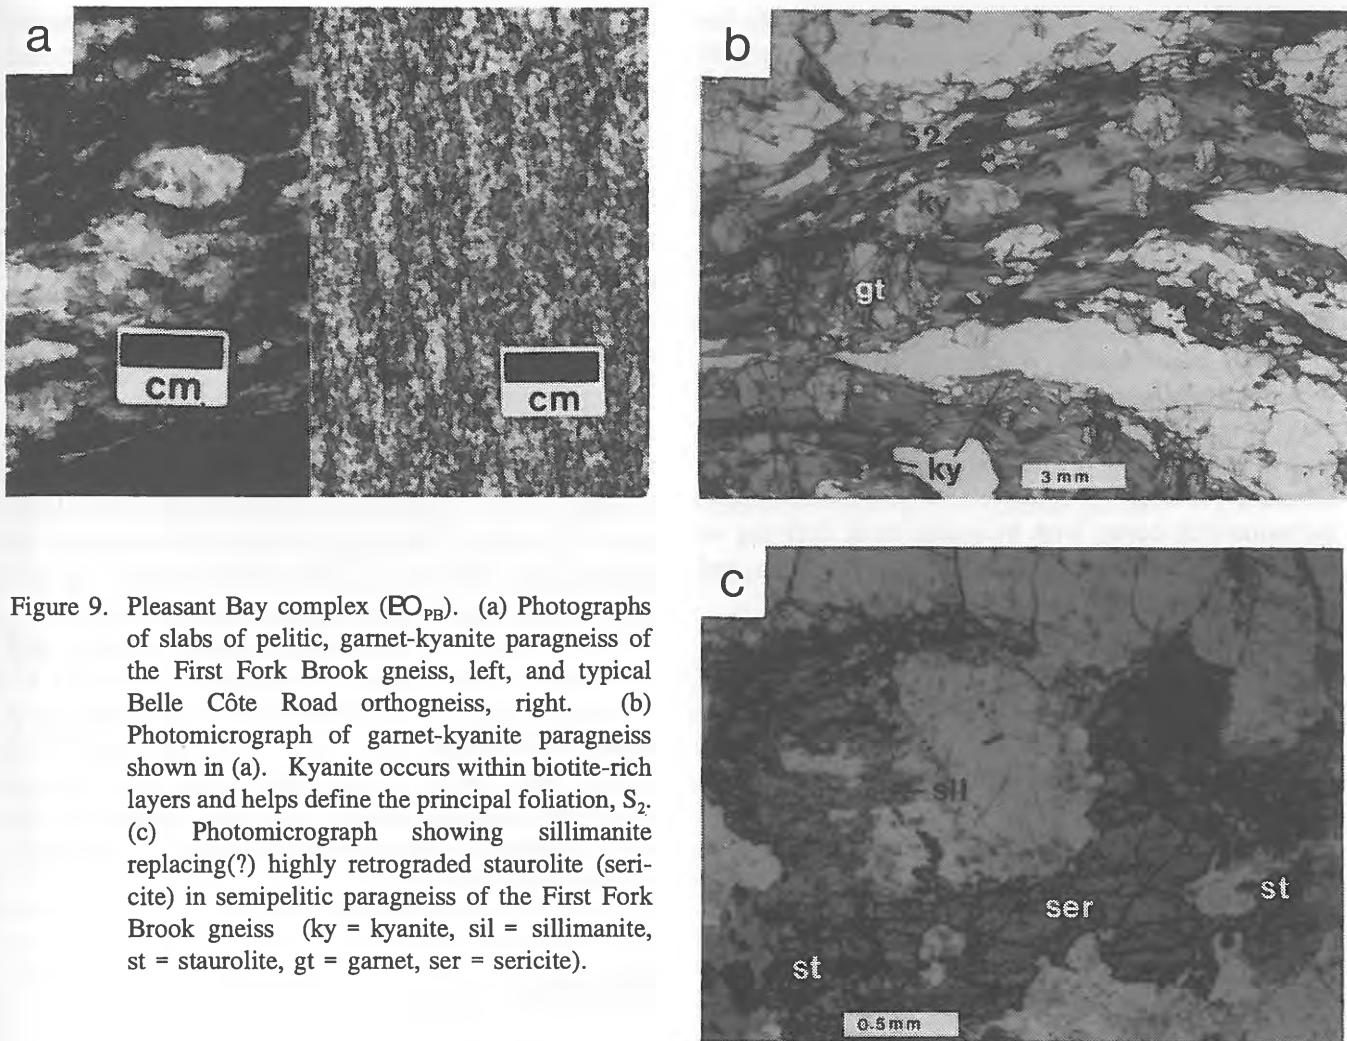 a
cm
cm
b
2
ky
gt
ky
3 mm
Figure 9. Pleasant Bay complex (ЄO_PB). (a) Photographs
of slabs of pelitic, garnet-kyanite paragneiss of
the First Fork Brook gneiss, left, and typical
Belle Côte Road orthogneiss, right. (b)
Photomicrograph of garnet-kyanite paragneiss
shown in (a). Kyanite occurs within biotite-rich
layers and helps define the principal foliation, S₂.
(c) Photomicrograph showing sillimanite
replacing(?) highly retrograded staurolite (seri-
cite) in semipelitic paragneiss of the First Fork
Brook gneiss (ky = kyanite, sil = sillimanite,
st = staurolite, gt = garnet, ser = sericite).
c
sil
st
ser
st
0.5mm